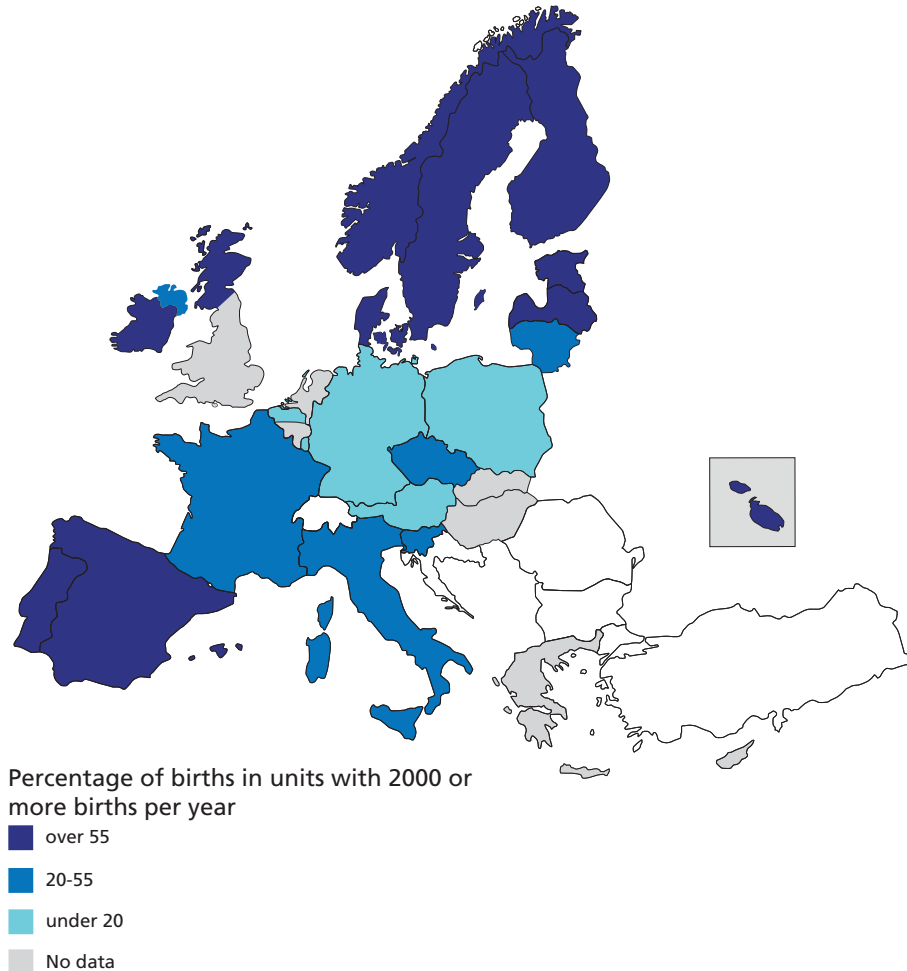 Percentage of births in units with 2000 or
more births per year
over 55
20-55
under 20
No data